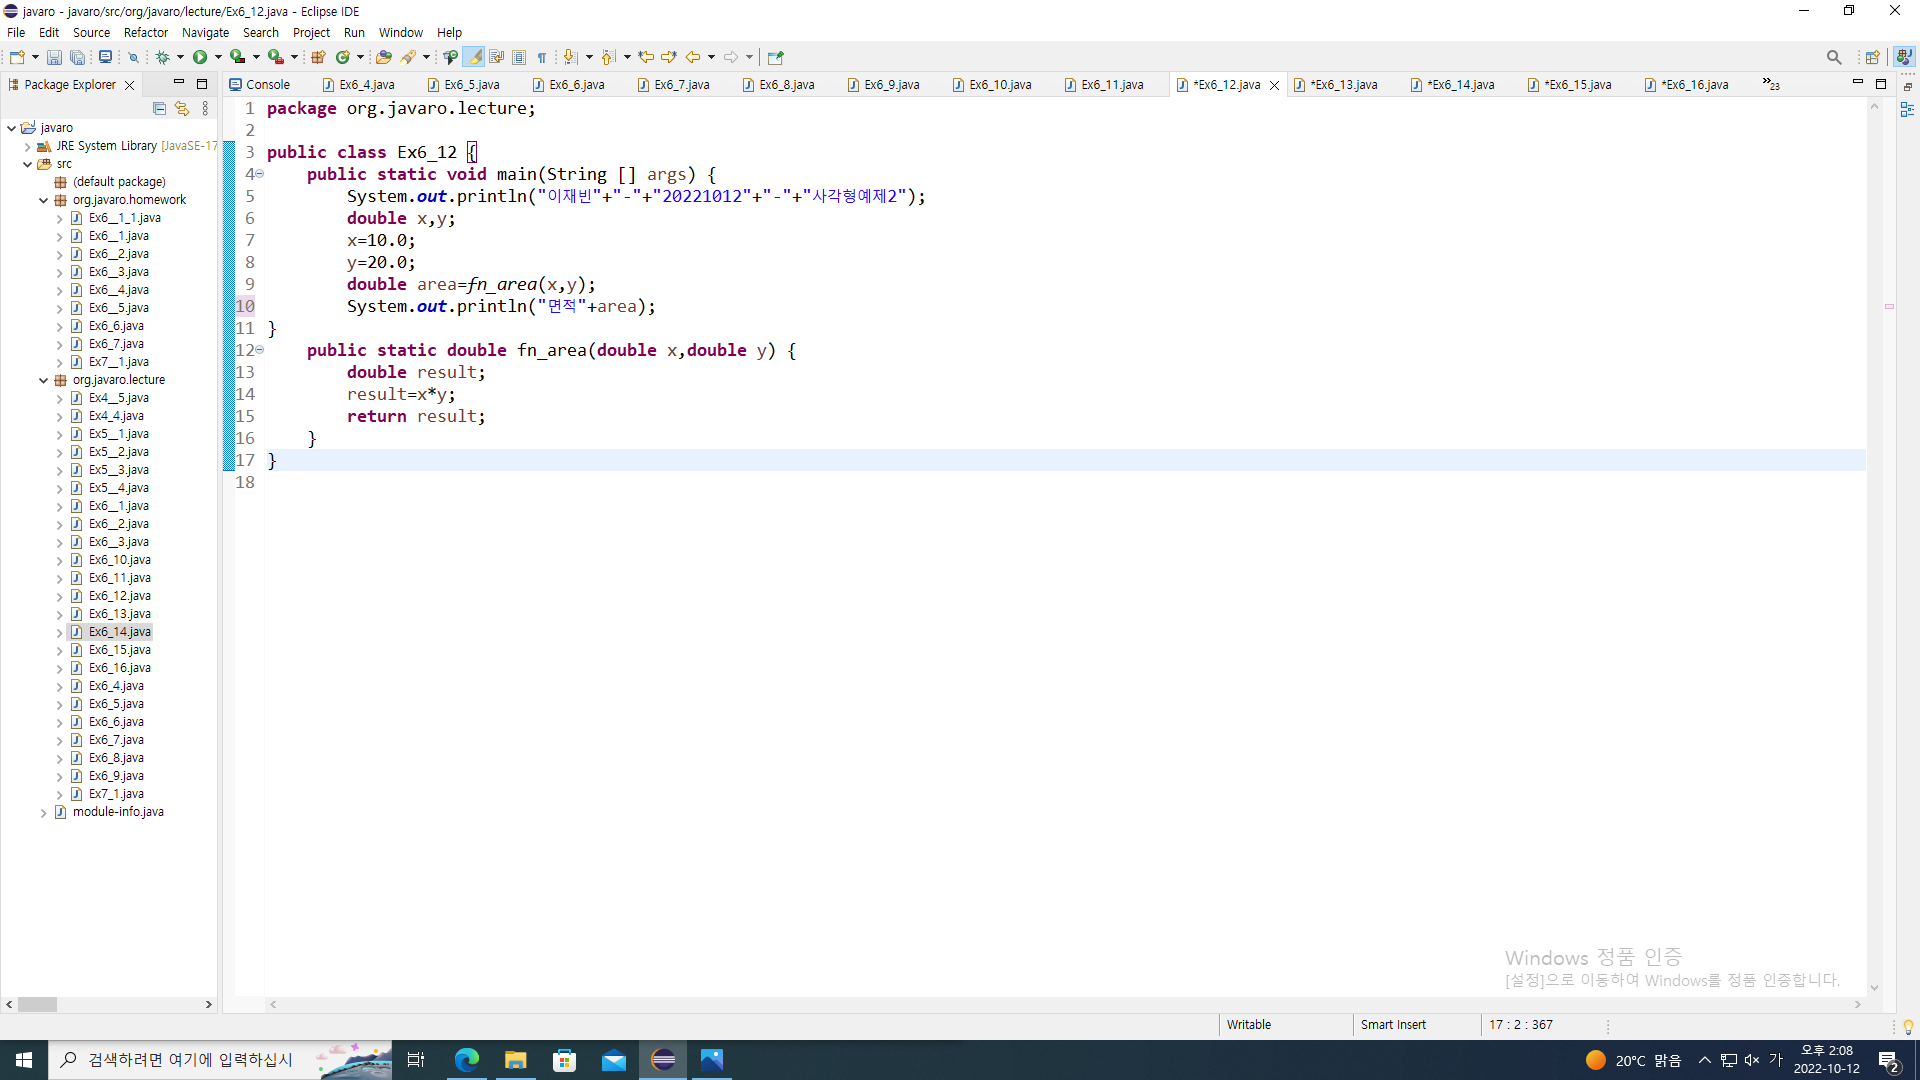 javaro - javaro/src/org/javaro/lecture/Ex6_12.java - Eclipse IDE
File Edit Source Refactor Navigate Search Project Run Window Help
Package Explorer
Console Ex6_4.java Ex6_5.java Ex6_6.java Ex6_7.java Ex6_8.java Ex6_9.java Ex6_10.java Ex6_11.java *Ex6_12.java *Ex6_13.java *Ex6_14.java *Ex6_15.java *Ex6_16.java »23
javaro
JRE System Library [JavaSE-17
src
(default package)
org.javaro.homework
Ex6__1_1.java
Ex6__1.java
Ex6__2.java
Ex6__3.java
Ex6__4.java
Ex6__5.java
Ex6_6.java
Ex6_7.java
Ex7__1.java
org.javaro.lecture
Ex4__5.java
Ex4_4.java
Ex5__1.java
Ex5__2.java
Ex5__3.java
Ex5__4.java
Ex6__1.java
Ex6__2.java
Ex6__3.java
Ex6_10.java
Ex6_11.java
Ex6_12.java
Ex6_13.java
Ex6_14.java
Ex6_15.java
Ex6_16.java
Ex6_4.java
Ex6_5.java
Ex6_6.java
Ex6_7.java
Ex6_8.java
Ex6_9.java
Ex7_1.java
module-info.java
1 package org.javaro.lecture;
2
3 public class Ex6_12 {
4 public static void main(String [] args) {
5 System.out.println("이재빈"+"-"+"20221012"+"-"+"사각형예제2");
6 double x,y;
7 x=10.0;
8 y=20.0;
9 double area=fn_area(x,y);
10 System.out.println("면적"+area);
11 }
12 public static double fn_area(double x,double y) {
13 double result;
14 result=x*y;
15 return result;
16 }
17 }
18
Windows 정품 인증
[설정]으로 이동하여 Windows를 정품 인증합니다.
Writable Smart Insert 17 : 2 : 367
검색하려면 여기에 입력하십시
20°C 맑음 가 오후 2:08
2022-10-12
2